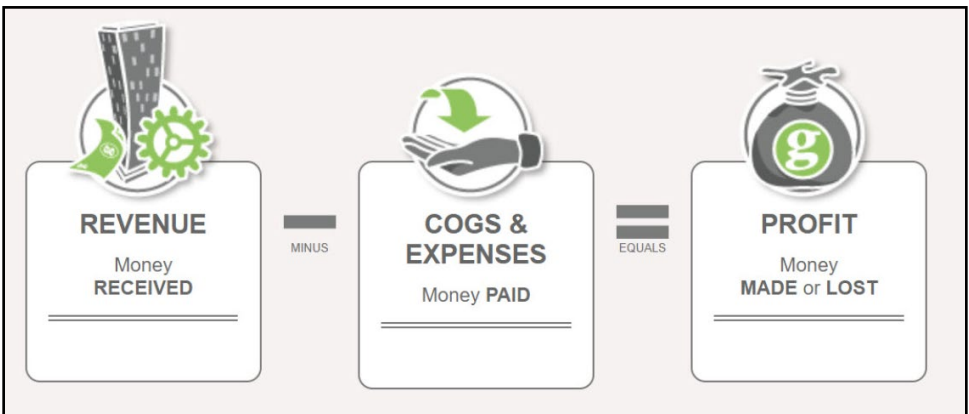 REVENUE
Money
RECEIVED
MINUS
COGS &
EXPENSES
Money PAID
EQUALS
g
PROFIT
Money
MADE or LOST